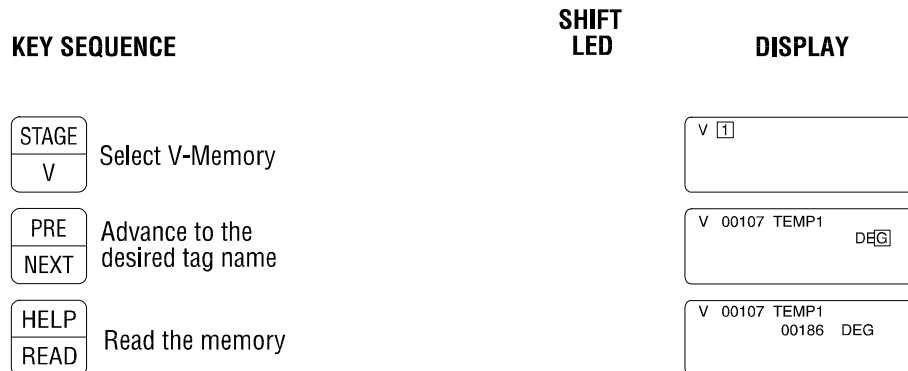 KEY SEQUENCE
SHIFT
LED
DISPLAY
STAGE
V
Select V-Memory
V 1
PRE
NEXT
Advance to the
desired tag name
V 00107 TEMP1
DEG
HELP
READ
Read the memory
V 00107 TEMP1
00186 DEG